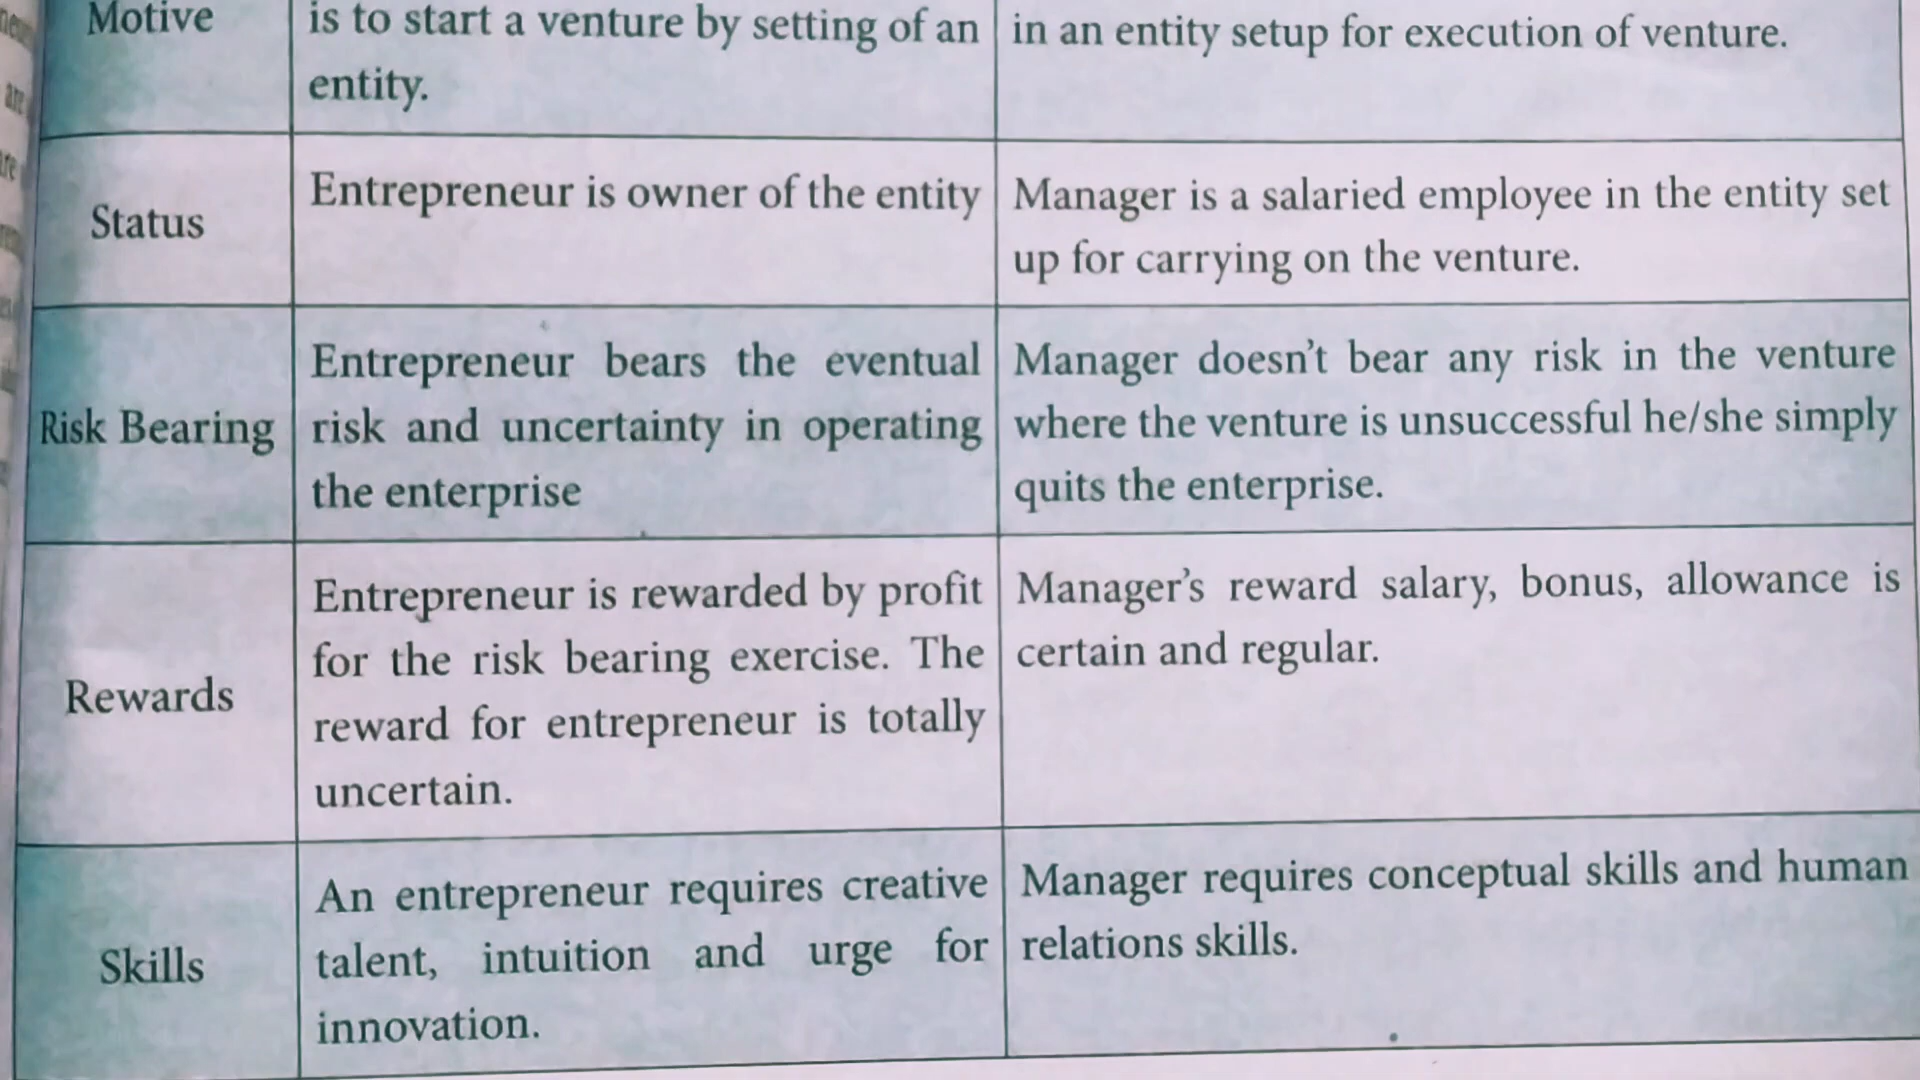 Motive
is to start a venture by setting of an
entity.
in an entity setup for execution of venture.
Status
Entrepreneur is owner of the entity
Manager is a salaried employee in the entity set
up for carrying on the venture.
Risk Bearing
Entrepreneur bears the eventual
risk and uncertainty in operating
the enterprise
Manager doesn't bear any risk in the venture
where the venture is unsuccessful he/she simply
quits the enterprise.
Rewards
Entrepreneur is rewarded by profit
for the risk bearing exercise. The
reward for entrepreneur is totally
uncertain.
Manager's reward salary, bonus, allowance is
certain and regular.
Skills
An entrepreneur requires creative
talent, intuition and urge for
innovation.
Manager requires conceptual skills and human
relations skills.